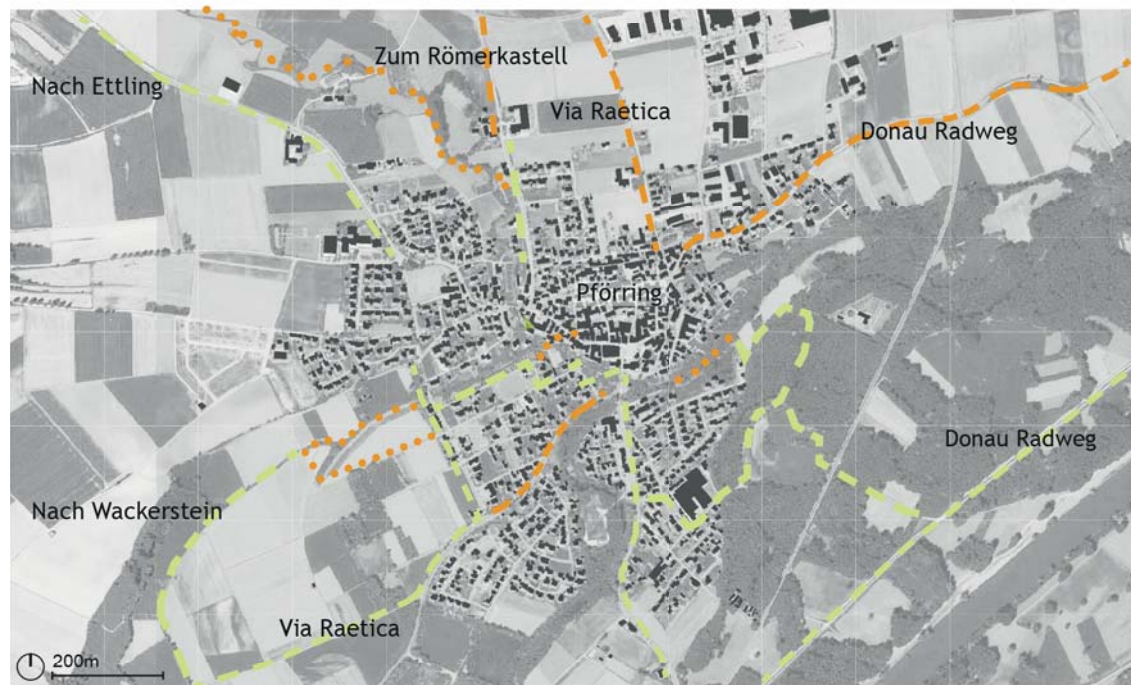 Zum Römerkastell
Nach Ettling
Via Raetica
Donau Radweg
Pförring
Donau Radweg
Nach Wackerstein
Via Raetica
200m